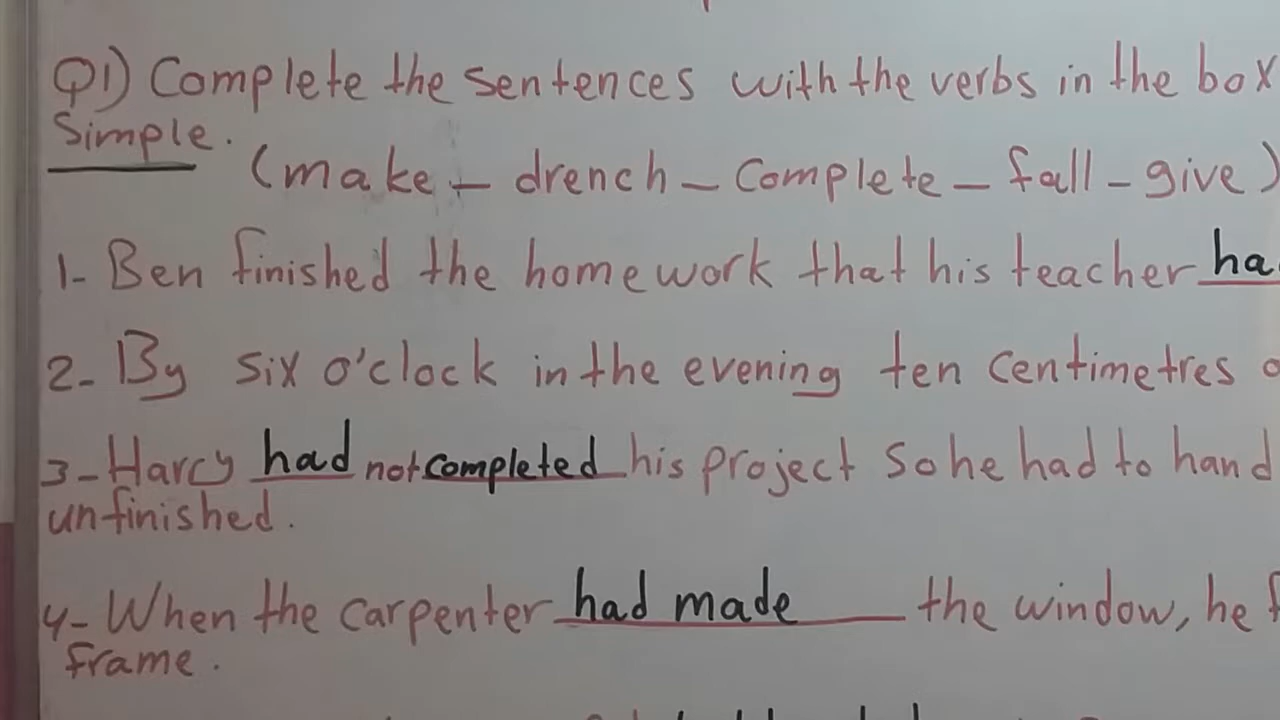 Q1) Complete the sentences with the verbs in the box
Simple.
(make - drench - complete - fall - give)
1- Ben finished the homework that his teacher ha
2- By six o'clock in the evening ten centimetres
3- Harcy had not completed his project so he had to hand
unfinished.
4- When the carpenter had made the window, he f
frame.